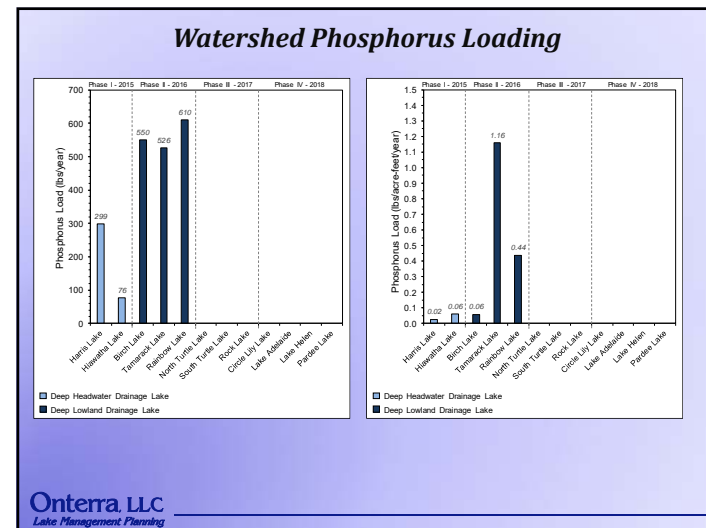 Watershed Phosphorus Loading
Phase I - 2015 Phase II - 2016 Phase III - 2017 Phase IV - 2018
Phosphorus Load (lbs/year)
700
600
500
400
300
200
100
0
299
76
550
526
610
Harris Lake
Hiawatha Lake
Birch Lake
Tamarack Lake
Rainbow Lake
North Turtle Lake
South Turtle Lake
Rock Lake
Circle Lily Lake
Lake Adelaide
Lake Helen
Pardee Lake
Deep Headwater Drainage Lake
Deep Lowland Drainage Lake
Phase I - 2015 Phase II - 2016 Phase III - 2017 Phase IV - 2018
Phosphorus Load (lbs/acre-feet/year)
1.5
1.4
1.3
1.2
1.1
1.0
0.9
0.8
0.7
0.6
0.5
0.4
0.3
0.2
0.1
0.0
0.02
0.06
0.06
1.16
0.44
Harris Lake
Hiawatha Lake
Birch Lake
Tamarack Lake
Rainbow Lake
North Turtle Lake
South Turtle Lake
Rock Lake
Circle Lily Lake
Lake Adelaide
Lake Helen
Pardee Lake
Deep Headwater Drainage Lake
Deep Lowland Drainage Lake
Onterra, LLC
Lake Management Planning